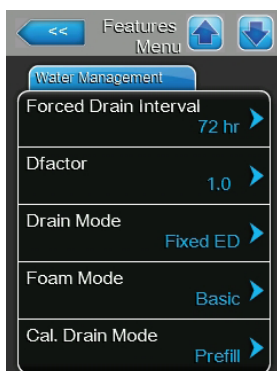 <<
Features
Menu
Water Management
Forced Drain Interval
72 hr
Dfactor
1.0
Drain Mode
Fixed ED
Foam Mode
Basic
Cal. Drain Mode
Prefill